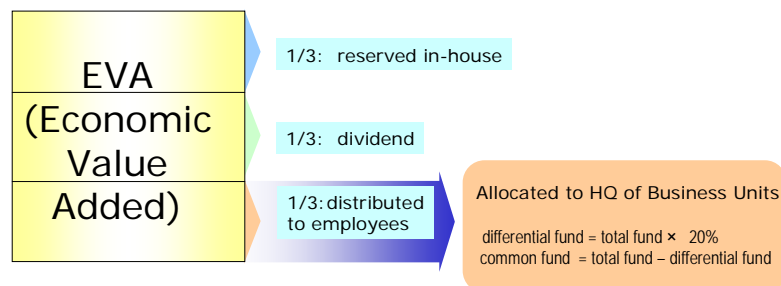 EVA
(Economic
Value
Added)
1/3: reserved in-house
1/3: dividend
1/3: distributed
to employees
Allocated to HQ of Business Units
differential fund = total fund × 20%
common fund = total fund – differential fund